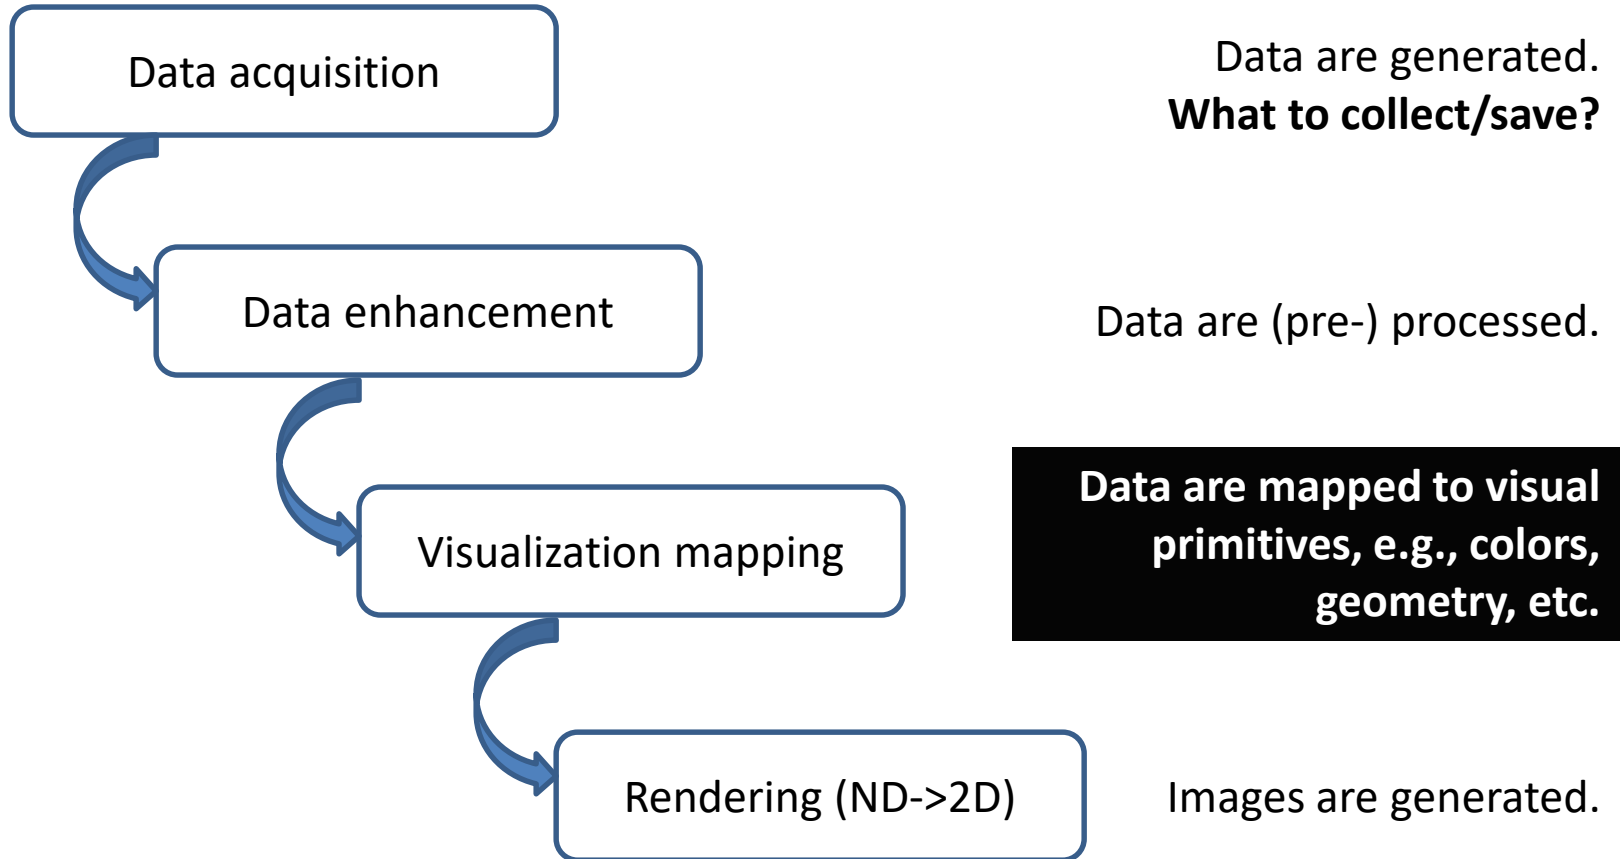 Data acquisition
Data are generated.
What to collect/save?
Data enhancement
Data are (pre-) processed.
Visualization mapping
Data are mapped to visual
primitives, e.g., colors,
geometry, etc.
Rendering (ND->2D)
Images are generated.